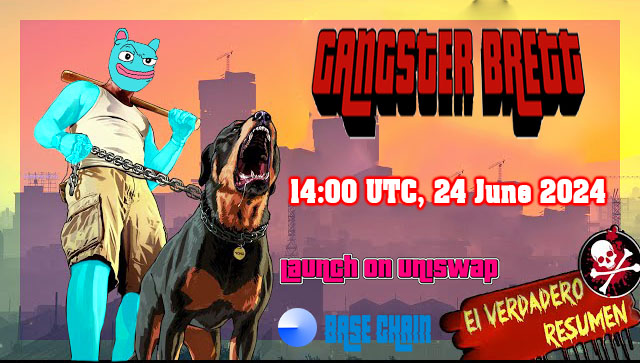 GANGSTER BRETT
14:00 UTC, 24 June 2024
LAUNCH ON UNISWAP
BASE CHAIN
El VERDADERO
RESUMEN